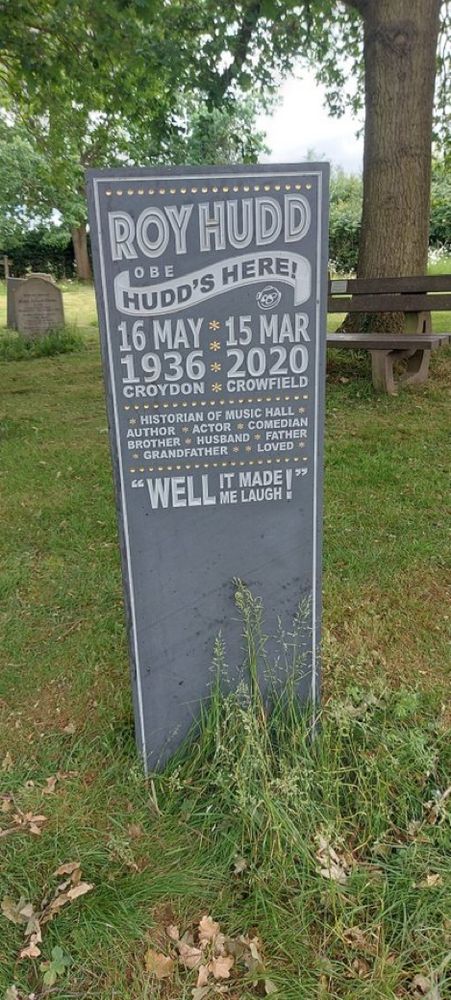 ROY HUDD
OBE
HUDD'S HERE!
16 MAY * 15 MAR
1936 * 2020
CROYDON * CROWFIELD
* HISTORIAN OF MUSIC HALL *
AUTHOR * ACTOR * COMEDIAN
BROTHER * HUSBAND * FATHER
* GRANDFATHER * * LOVED *
“WELL IT MADE ME LAUGH!”